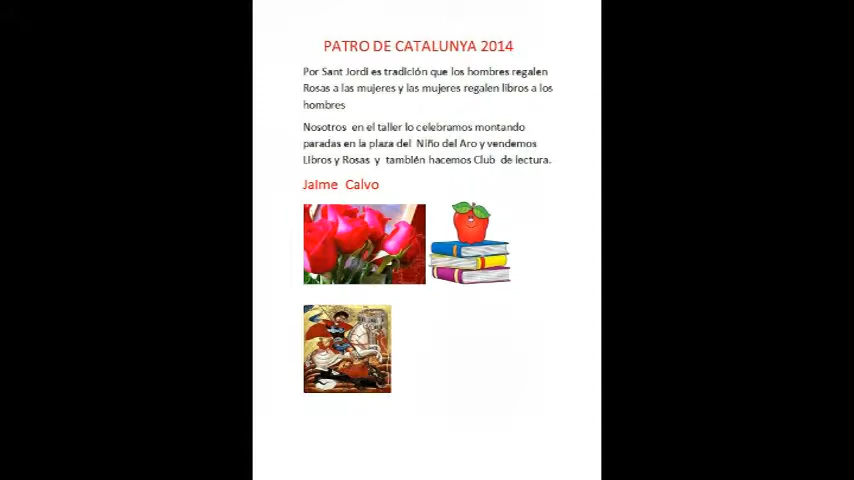 PATRO DE CATALUNYA 2014
Por Sant Jordi es tradición que los hombres regalen
Rosas a las mujeres y las mujeres regalen libros a los
hombres
Nosotros en el taller lo celebramos montando
paradas en la plaza del Niño del Aro y vendemos
Libros y Rosas y también hacemos Club de lectura.
Jaime Calvo